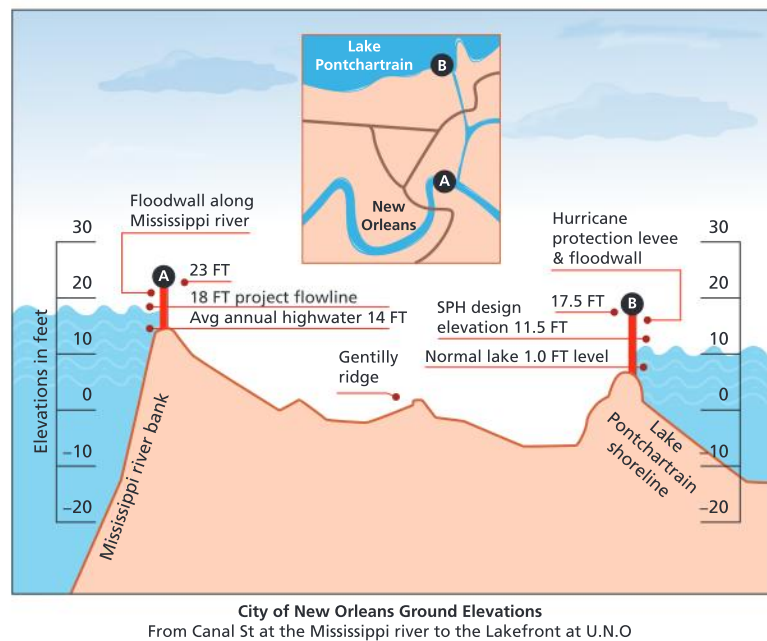 Lake
Pontchartrain
B
A
New
Orleans
Floodwall along
Mississippi river
Hurricane
protection levee
& floodwall
30
20
10
0
–10
–20
Elevations in feet
A
23 FT
18 FT project flowline
Avg annual highwater 14 FT
Gentilly
ridge
17.5 FT
B
SPH design
elevation 11.5 FT
Normal lake 1.0 FT level
30
20
10
0
–10
–20
Mississippi river bank
Lake
Pontchartrain
shoreline
City of New Orleans Ground Elevations
From Canal St at the Mississippi river to the Lakefront at U.N.O